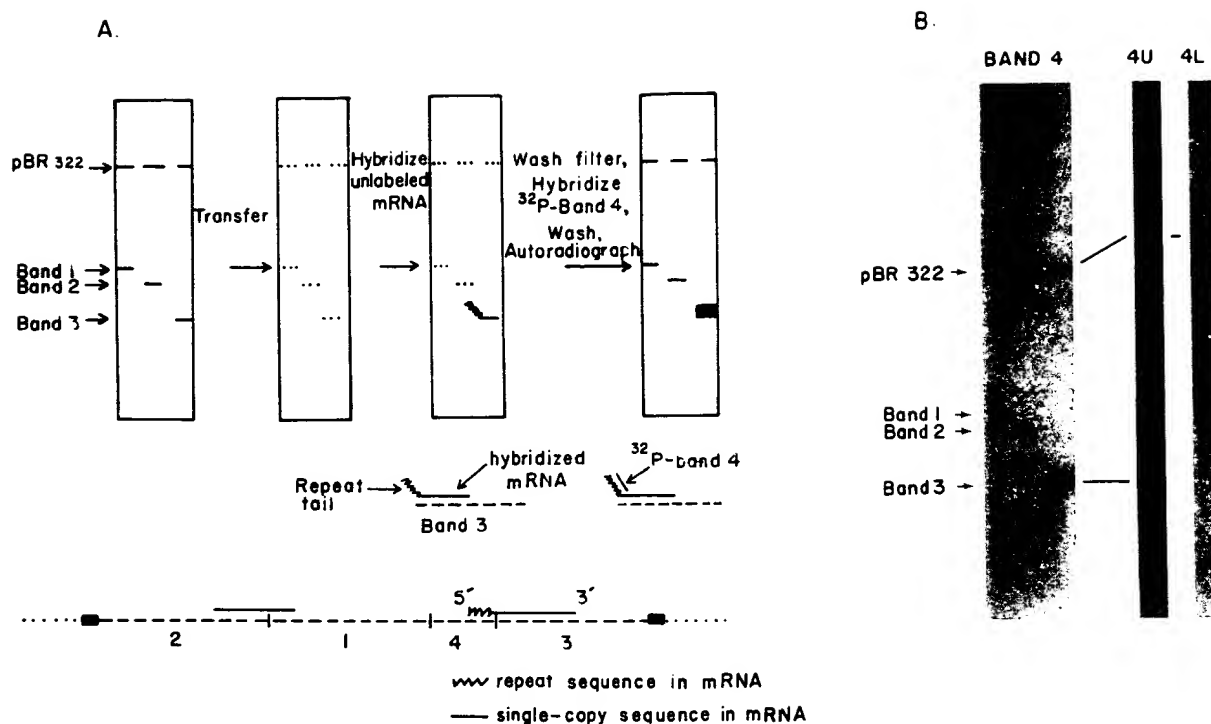 A.
pBR 322
Band 1
Band 2
Band 3
Transfer
Hybridize
unlabeled
mRNA
Wash filter,
Hybridize
32P-Band 4,
Wash,
Autoradiograph
Repeat
tail
hybridized
mRNA
Band 3
32P-band 4
5´ 3´
2 1 4 3
repeat sequence in mRNA
single-copy sequence in mRNA
B.
BAND 4 4U 4L
pBR 322
Band 1
Band 2
Band 3